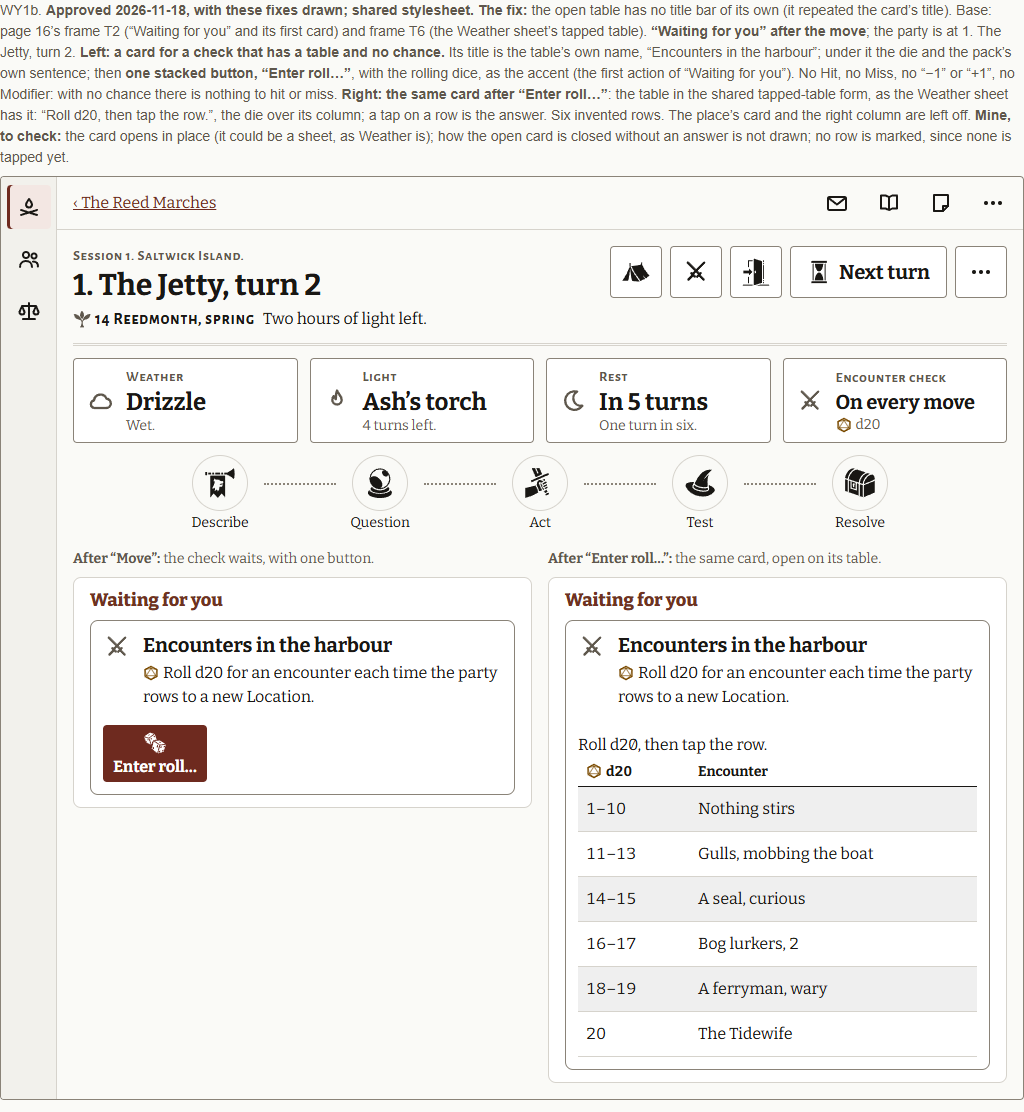 WY1b. Approved 2026-11-18, with these fixes drawn; shared stylesheet. The fix: the open table has no title bar of its own (it repeated the card's title). Base:
page 16's frame T2 (“Waiting for you” and its first card) and frame T6 (the Weather sheet's tapped table). “Waiting for you” after the move; the party is at 1. The
Jetty, turn 2. Left: a card for a check that has a table and no chance. Its title is the table's own name, “Encounters in the harbour”; under it the die and the pack's
own sentence; then one stacked button, “Enter roll…”, with the rolling dice, as the accent (the first action of “Waiting for you”). No Hit, no Miss, no “−1” or “+1”, no
Modifier: with no chance there is nothing to hit or miss. Right: the same card after “Enter roll…”: the table in the shared tapped-table form, as the Weather sheet
has it: “Roll d20, then tap the row.”, the die over its column; a tap on a row is the answer. Six invented rows. The place's card and the right column are left off. Mine,
to check: the card opens in place (it could be a sheet, as Weather is); how the open card is closed without an answer is not drawn; no row is marked, since none is
tapped yet.
‹ The Reed Marches
Session 1. Saltwick Island.
1. The Jetty, turn 2
Next turn
14 Reedmonth, spring Two hours of light left.
Weather
Drizzle
Wet.
Light
Ash’s torch
4 turns left.
Rest
In 5 turns
One turn in six.
Encounter check
On every move
d20
Describe
Question
Act
Test
Resolve
After “Move”: the check waits, with one button.
Waiting for you
Encounters in the harbour
Roll d20 for an encounter each time the party
rows to a new Location.
Enter roll…
After “Enter roll…”: the same card, open on its table.
Waiting for you
Encounters in the harbour
Roll d20 for an encounter each time the party
rows to a new Location.
Roll d20, then tap the row.
d20 Encounter
1–10 Nothing stirs
11–13 Gulls, mobbing the boat
14–15 A seal, curious
16–17 Bog lurkers, 2
18–19 A ferryman, wary
20 The Tidewife